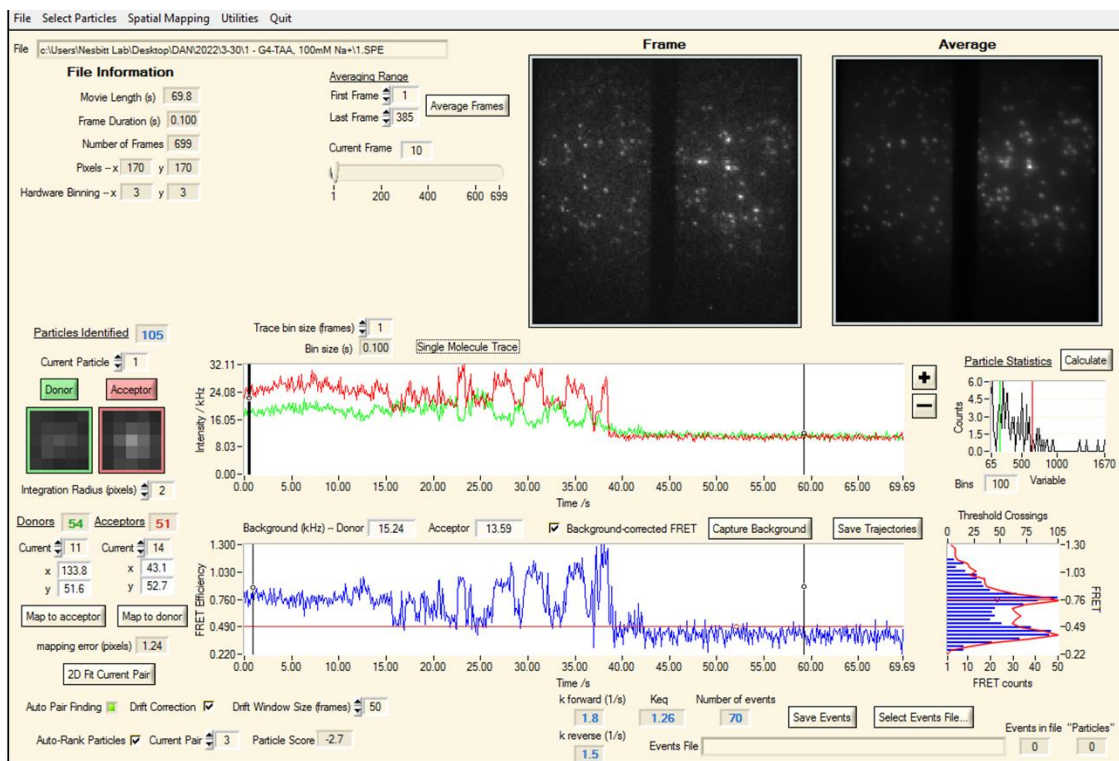 File Select Particles Spatial Mapping Utilities Quit
File c:\Users\Nesbitt Lab\Desktop\DAN\2022\3-30\1 - G4-TAA, 100mM Na+\1.SPE
File Information
Movie Length (s) 69.8
Frame Duration (s) 0.100
Number of Frames 699
Pixels -- x 170 y 170
Hardware Binning -- x 3 y 3
Averaging Range
First Frame 1
Last Frame 385
Average Frames
Current Frame 10
1 200 400 600 699
Frame
Average
Particles Identified 105
Current Particle 1
Donor Acceptor
Integration Radius (pixels) 2
Trace bin size (frames) 1
Bin size (s) 0.100
Single Molecule Trace
Intensity / kHz
32.11
24.08
16.06
8.03
0.00
0.00 5.00 10.00 15.00 20.00 25.00 30.00 35.00 40.00 45.00 50.00 55.00 60.00 69.69
Time /s
+
−
Particle Statistics Calculate
Counts
6.0
4.5
3.0
1.5
0.0
65 500 1000 1670
Bins 100 Variable
Donors 54 Acceptors 51
Current 11 Current 14
x 133.8 x 43.1
y 51.6 y 52.7
Map to acceptor Map to donor
mapping error (pixels) 1.24
2D Fit Current Pair
Background (kHz) -- Donor 15.24 Acceptor 13.59 Background-corrected FRET Capture Background Save Trajectories
FRET Efficiency
1.300
1.030
0.760
0.490
0.220
0.00 5.00 10.00 15.00 20.00 25.00 30.00 35.00 40.00 45.00 50.00 55.00 60.00 69.69
Time /s
Threshold Crossings
0 25 50 75 105
1.30
1.03
0.76
0.49
0.22
FRET
1 10 20 30 40 50
FRET counts
Auto Pair Finding Drift Correction Drift Window Size (frames) 50
Auto-Rank Particles Current Pair 3 Particle Score -2.7
k forward (1/s) Keq Number of events
1.8 1.26 70
Save Events Select Events File...
k reverse (1/s)
1.5
Events File
Events in file "Particles"
0 0